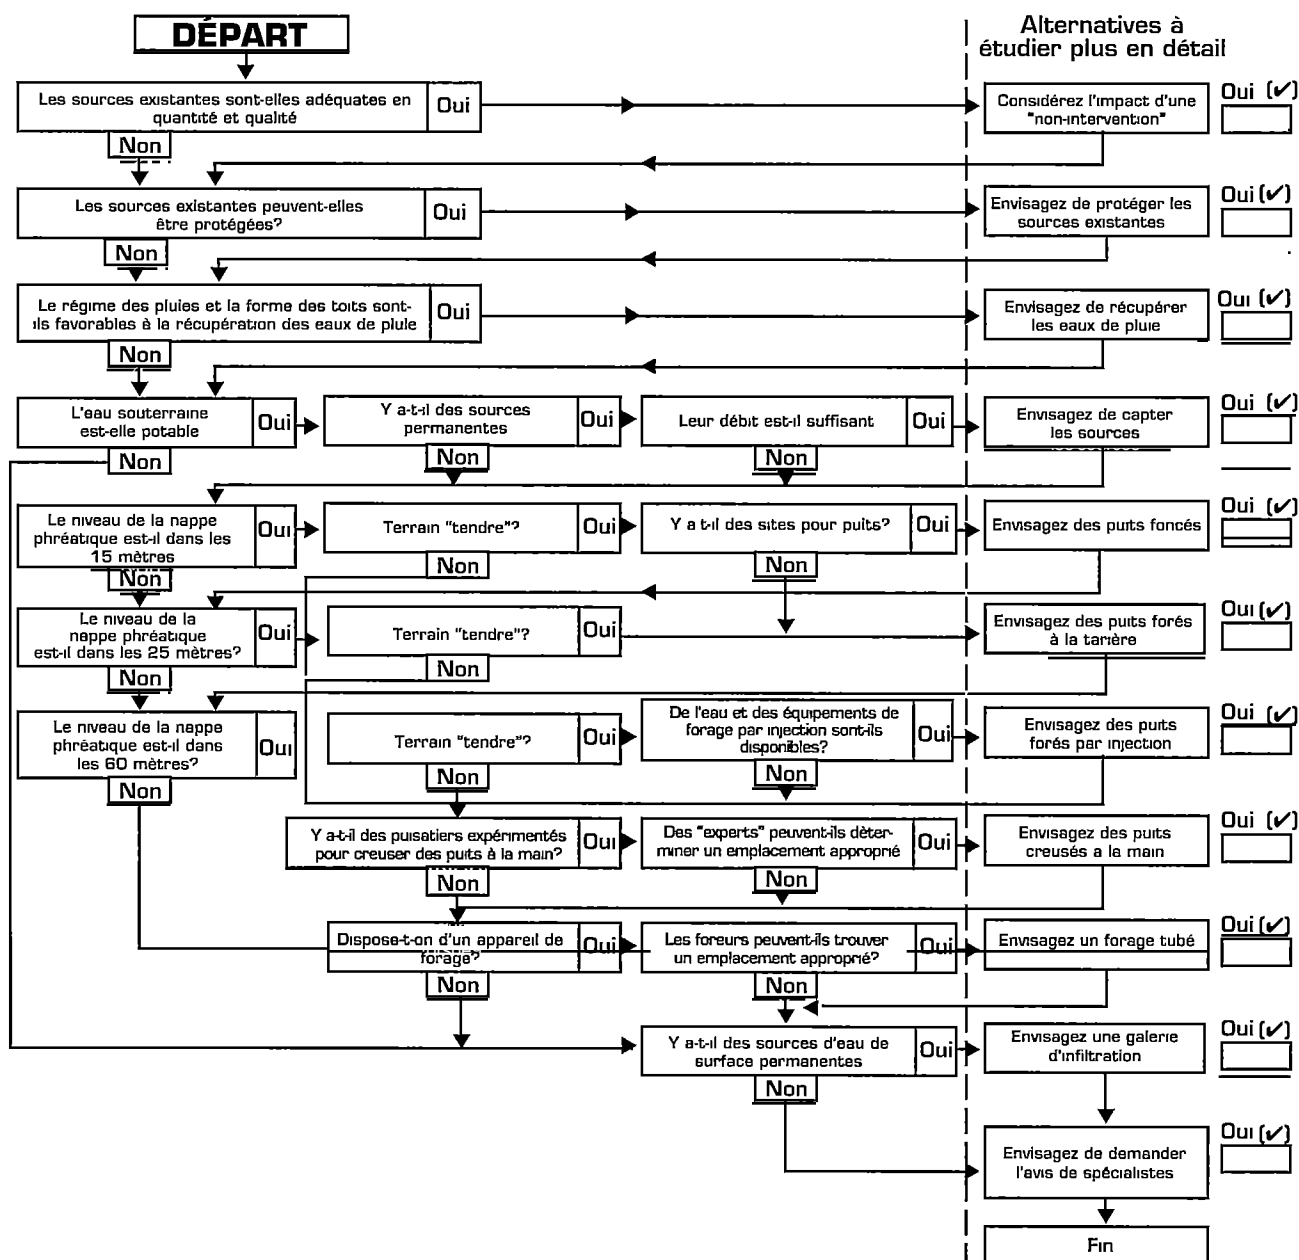 DÉPART
Alternatives à
étudier plus en détail
Les sources existantes sont-elles adéquates en
quantité et qualité
Oui
Non
Considérez l'impact d'une
"non-intervention"
Oui (✔)
Les sources existantes peuvent-elles
être protégées?
Oui
Non
Envisagez de protéger les
sources existantes
Oui (✔)
Le régime des pluies et la forme des toits sont-
ils favorables à la récupération des eaux de pluie
Oui
Non
Envisagez de récupérer
les eaux de pluie
Oui (✔)
L'eau souterraine
est-elle potable
Oui
Non
Y a-t-il des sources
permanentes
Oui
Non
Leur débit est-il suffisant
Oui
Non
Envisagez de capter
les sources
Oui (✔)
Le niveau de la nappe
phréatique est-il dans les
15 mètres
Oui
Non
Terrain "tendre"?
Oui
Non
Y a t-il des sites pour puits?
Oui
Non
Envisagez des puits foncés
Oui (✔)
Le niveau de la
nappe phréatique
est-il dans les 25 mètres?
Oui
Non
Terrain "tendre"?
Oui
Non
Envisagez des puits forés
à la tarière
Oui (✔)
Le niveau de la nappe
phréatique est-il dans
les 60 mètres?
Oui
Non
Terrain "tendre"?
Oui
Non
De l'eau et des équipements de
forage par injection sont-ils
disponibles?
Oui
Non
Envisagez des puits
forés par injection
Oui (✔)
Y a-t-il des puisatiers expérimentés
pour creuser des puits à la main?
Oui
Non
Des "experts" peuvent-ils dèter-
miner un emplacement approprié
Oui
Non
Envisagez des puits
creusés a la main
Oui (✔)
Dispose-t-on d'un appareil de
forage?
Oui
Non
Les foreurs peuvent-ils trouver
un emplacement approprié?
Oui
Non
Envisagez un forage tubé
Oui (✔)
Y a-t-il des sources d'eau de
surface permanentes
Oui
Non
Envisagez une galerie
d'infiltration
Oui (✔)
Envisagez de demander
l'avis de spécialistes
Oui (✔)
Fin